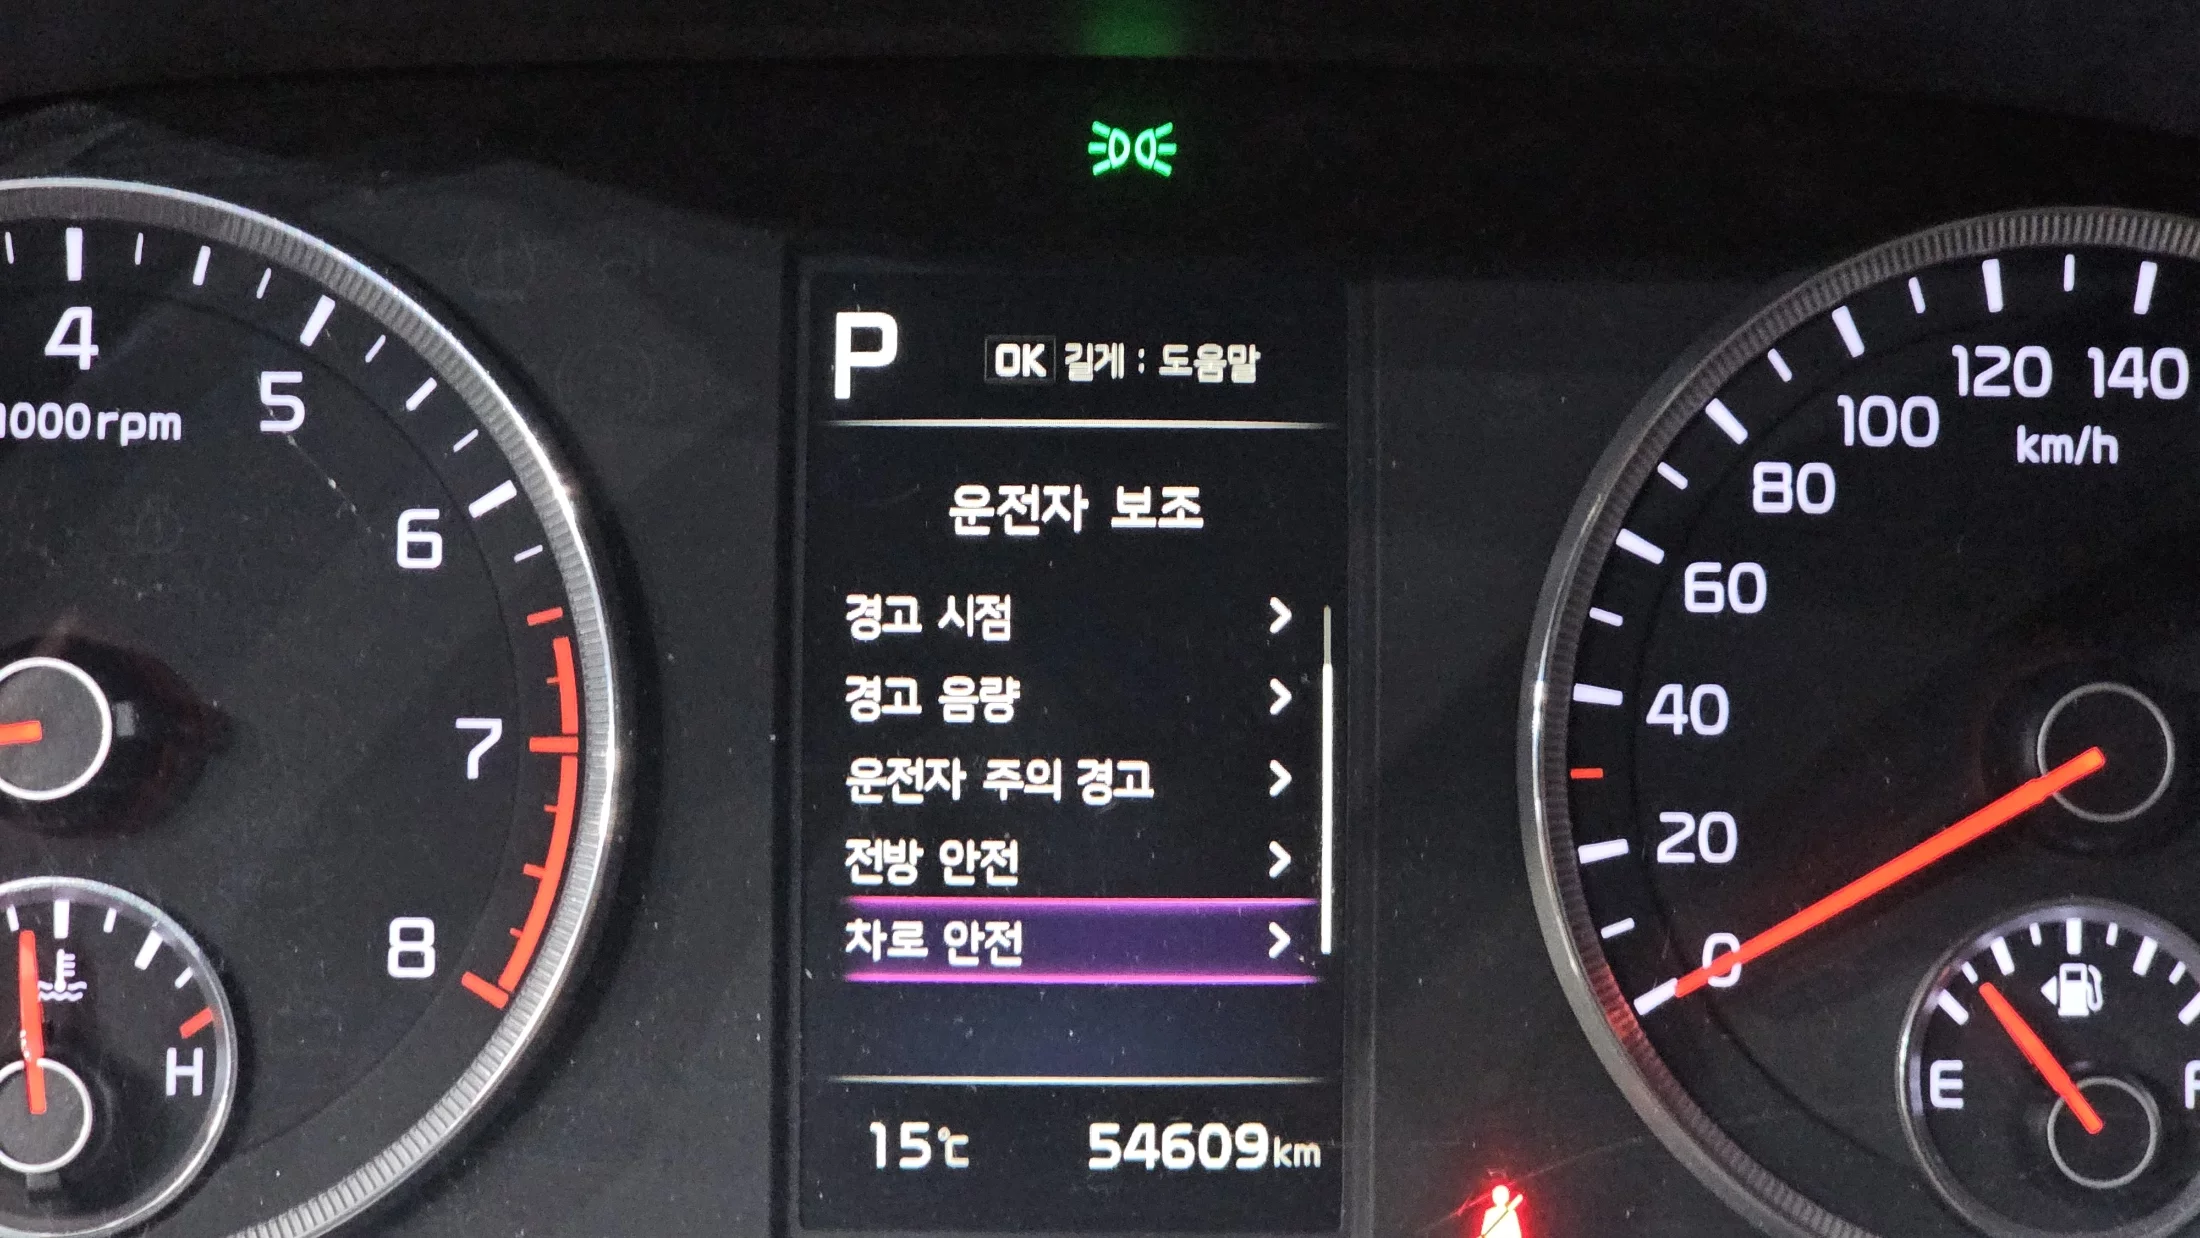 P
OK 길게 : 도움말
운전자 보조
경고 시점
경고 음량
운전자 주의 경고
전방 안전
차로 안전
15℃
54609km
4
5
6
7
8
1000rpm
H
0
20
40
60
80
100
120
140
km/h
E
F